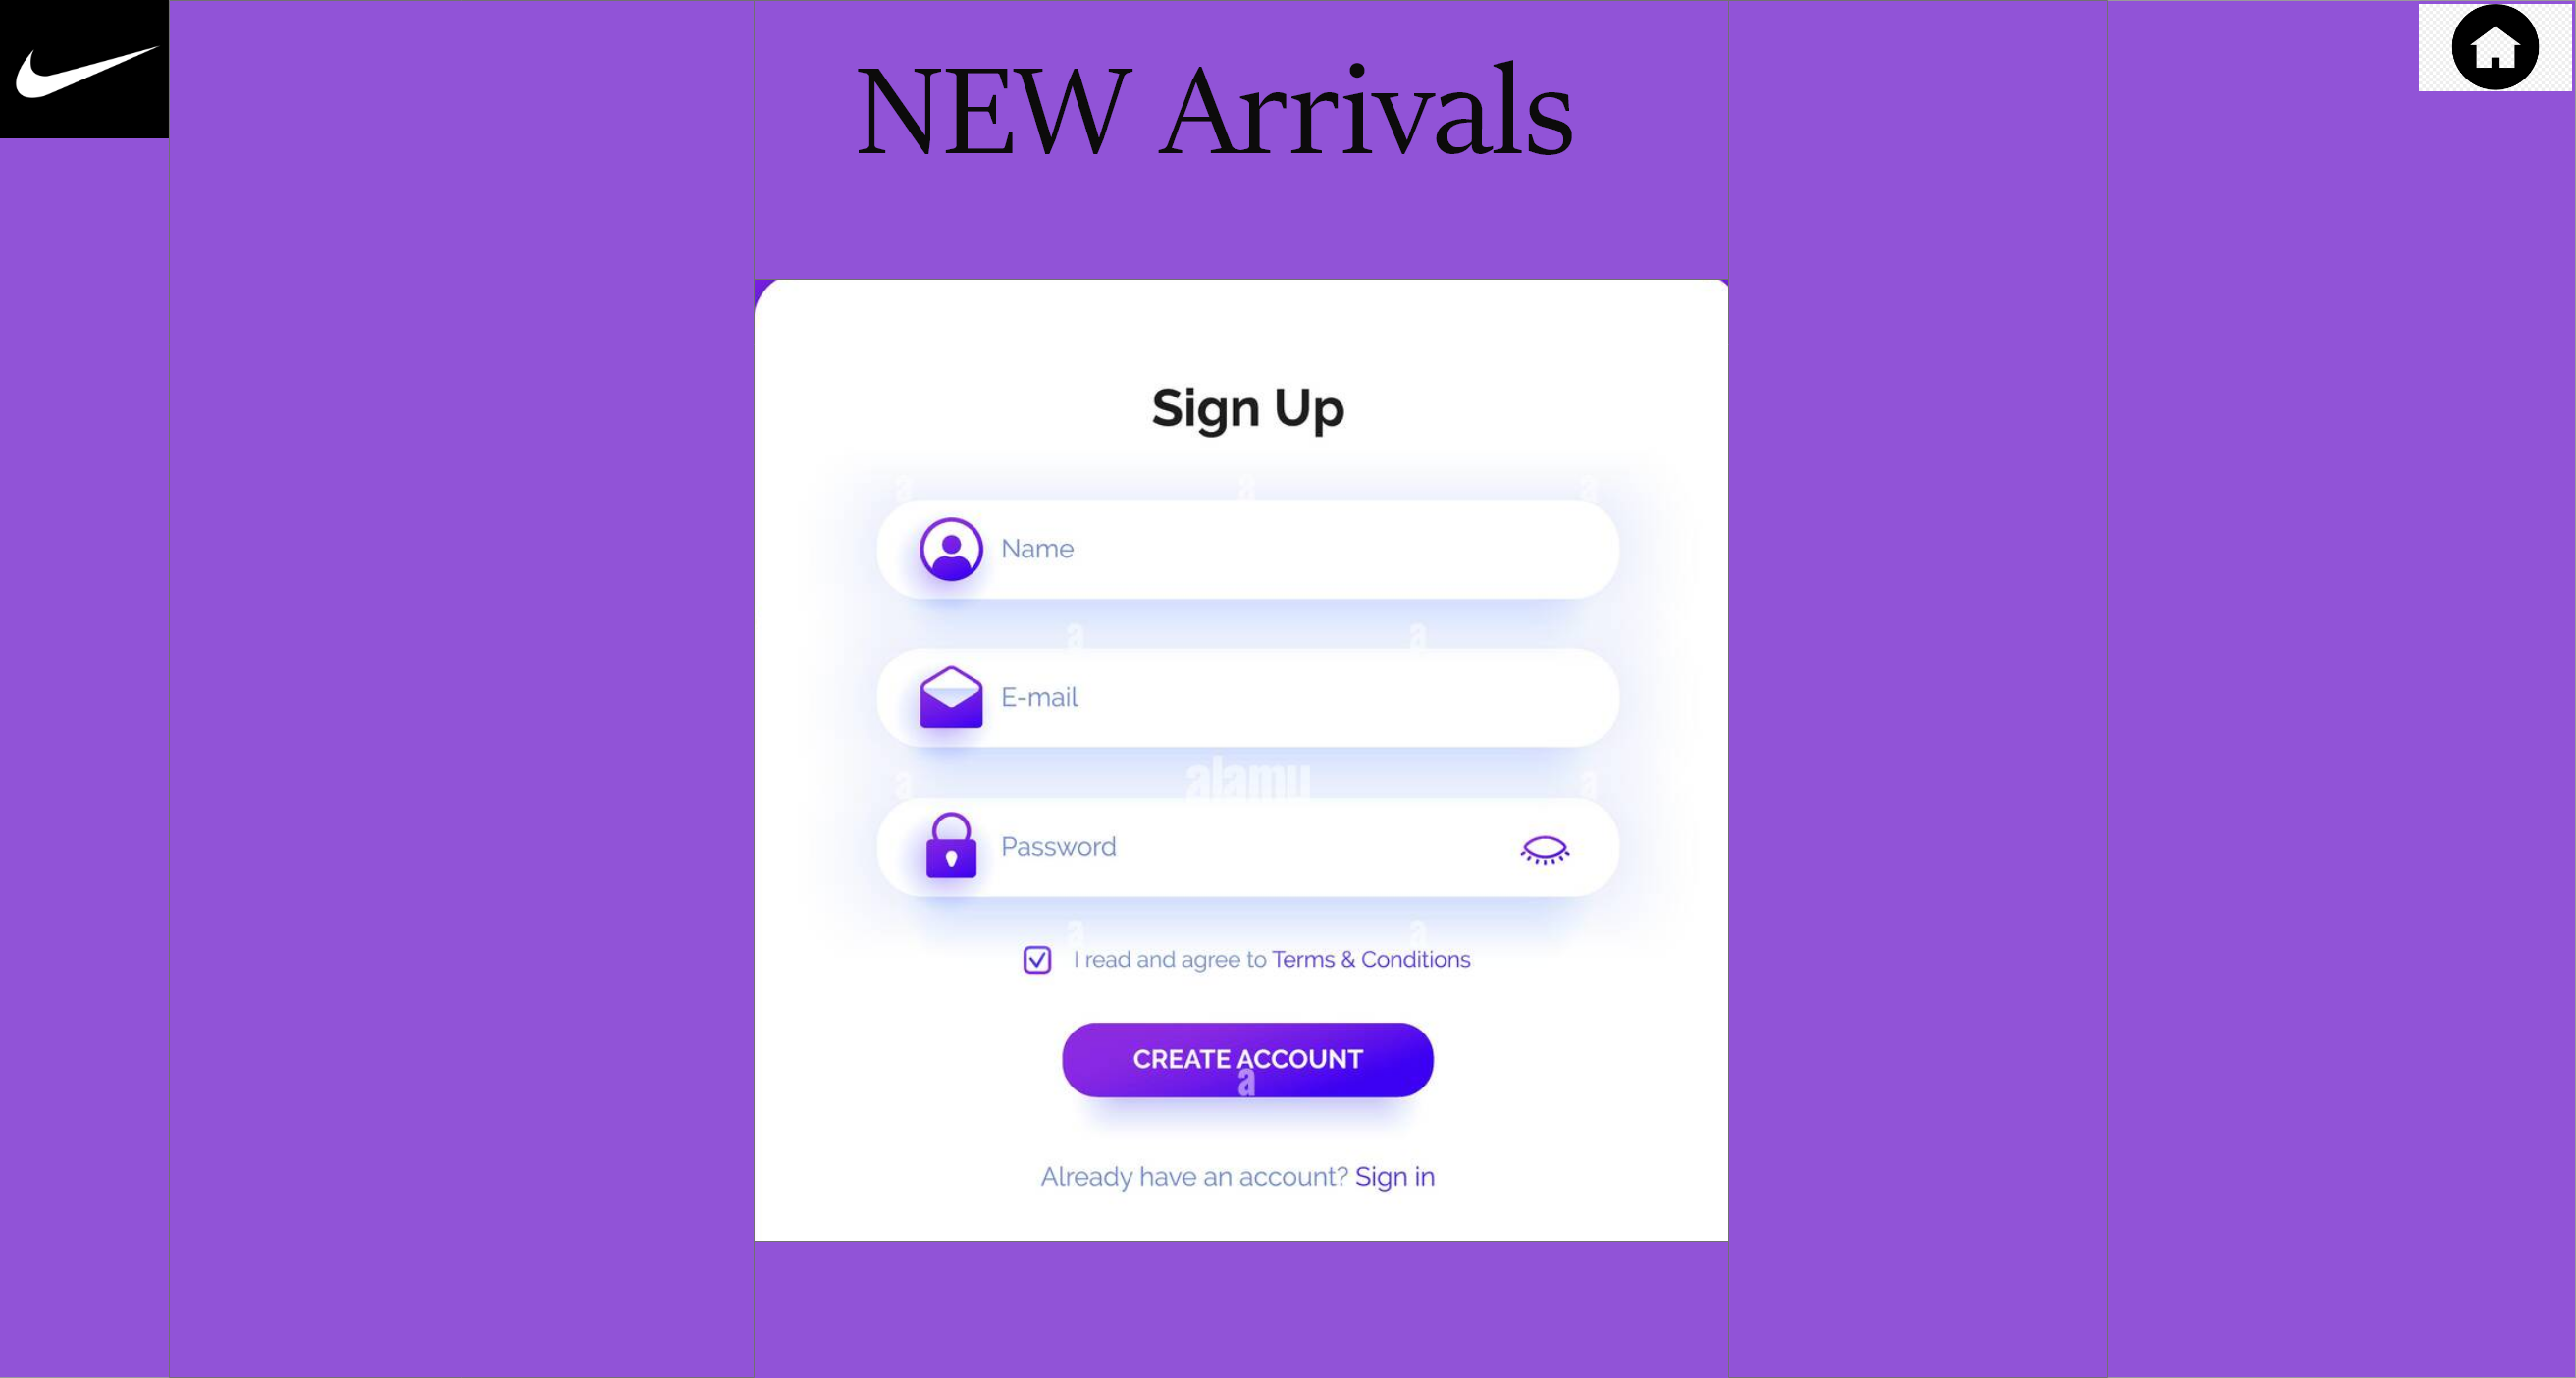 NEW Arrivals
Sign Up
a a a
Name
a a
E-mail
a alamy a
Password
a a
I read and agree to Terms & Conditions
CREATE ACCOUNT
a
Already have an account? Sign in